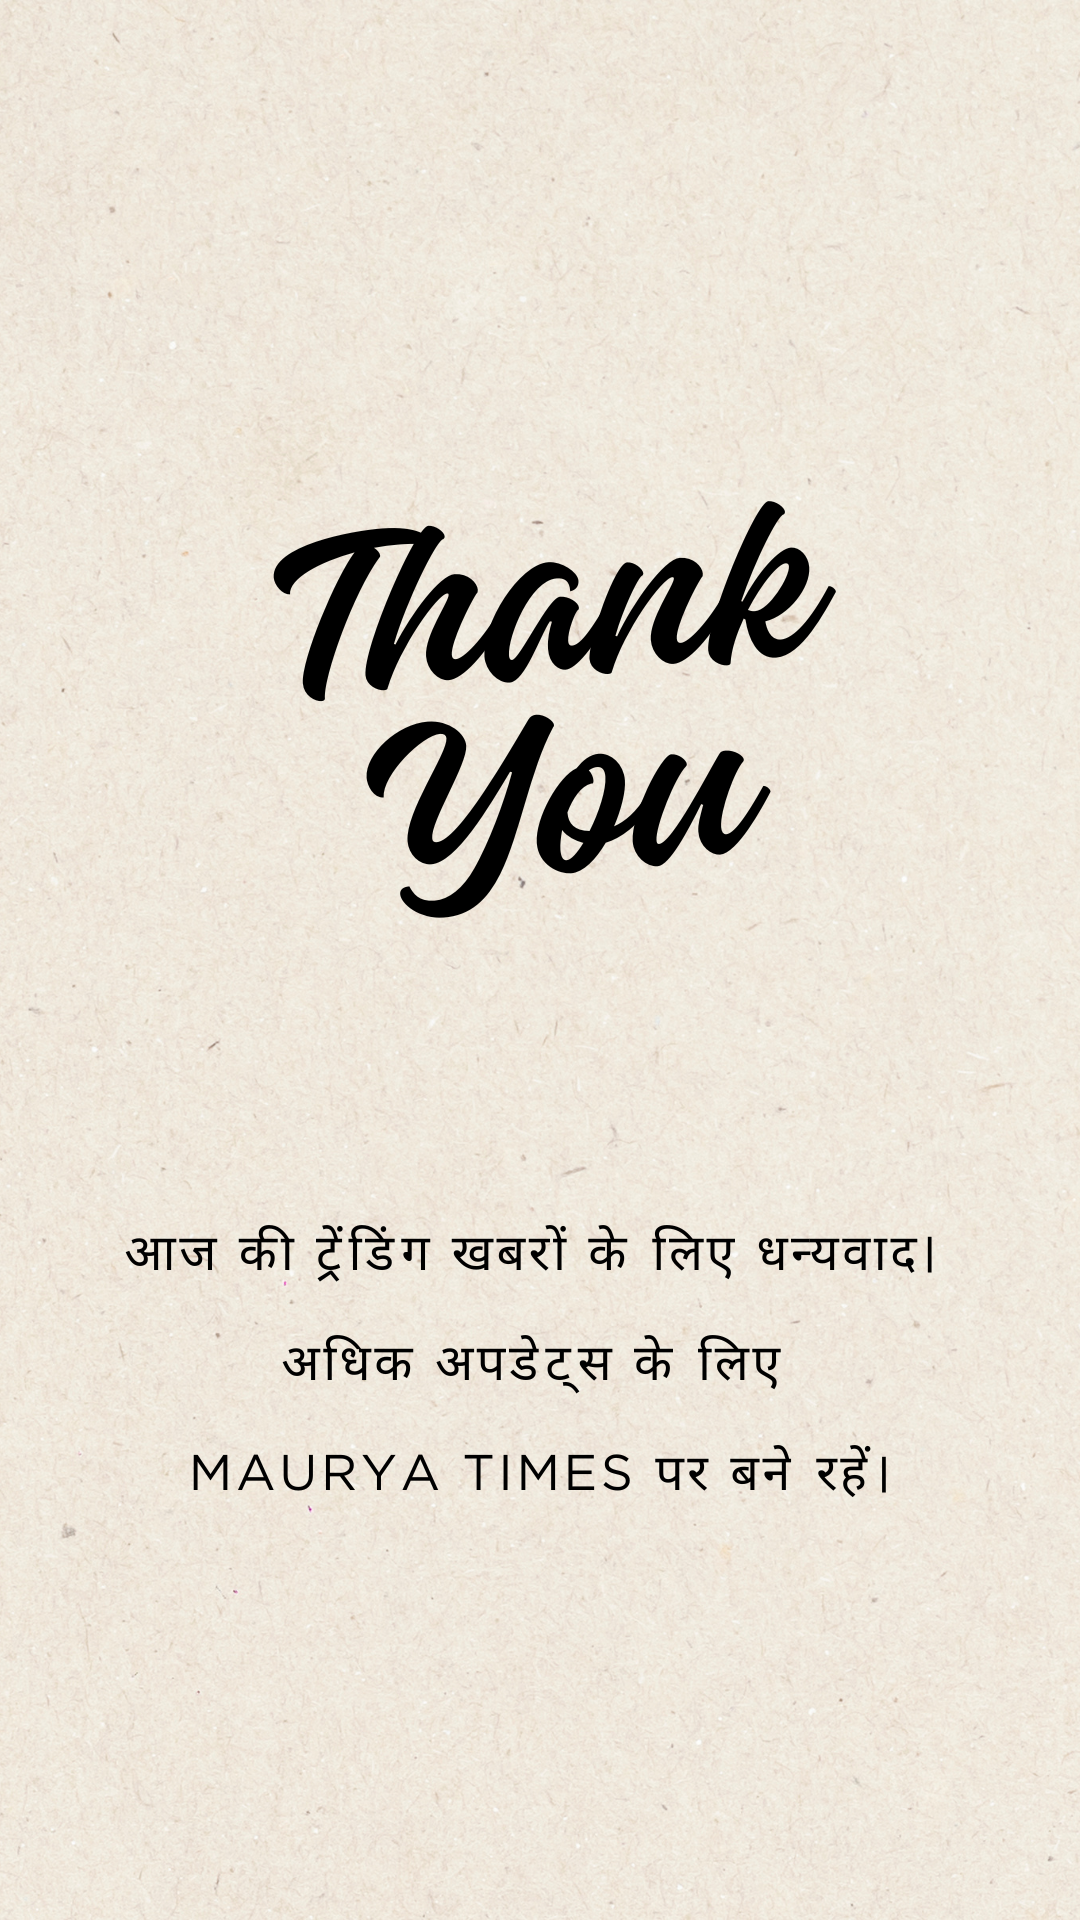 Thank
You
आज की ट्रेंडिंग खबरों के लिए धन्यवाद।
अधिक अपडेट्स के लिए
MAURYA TIMES पर बने रहें।